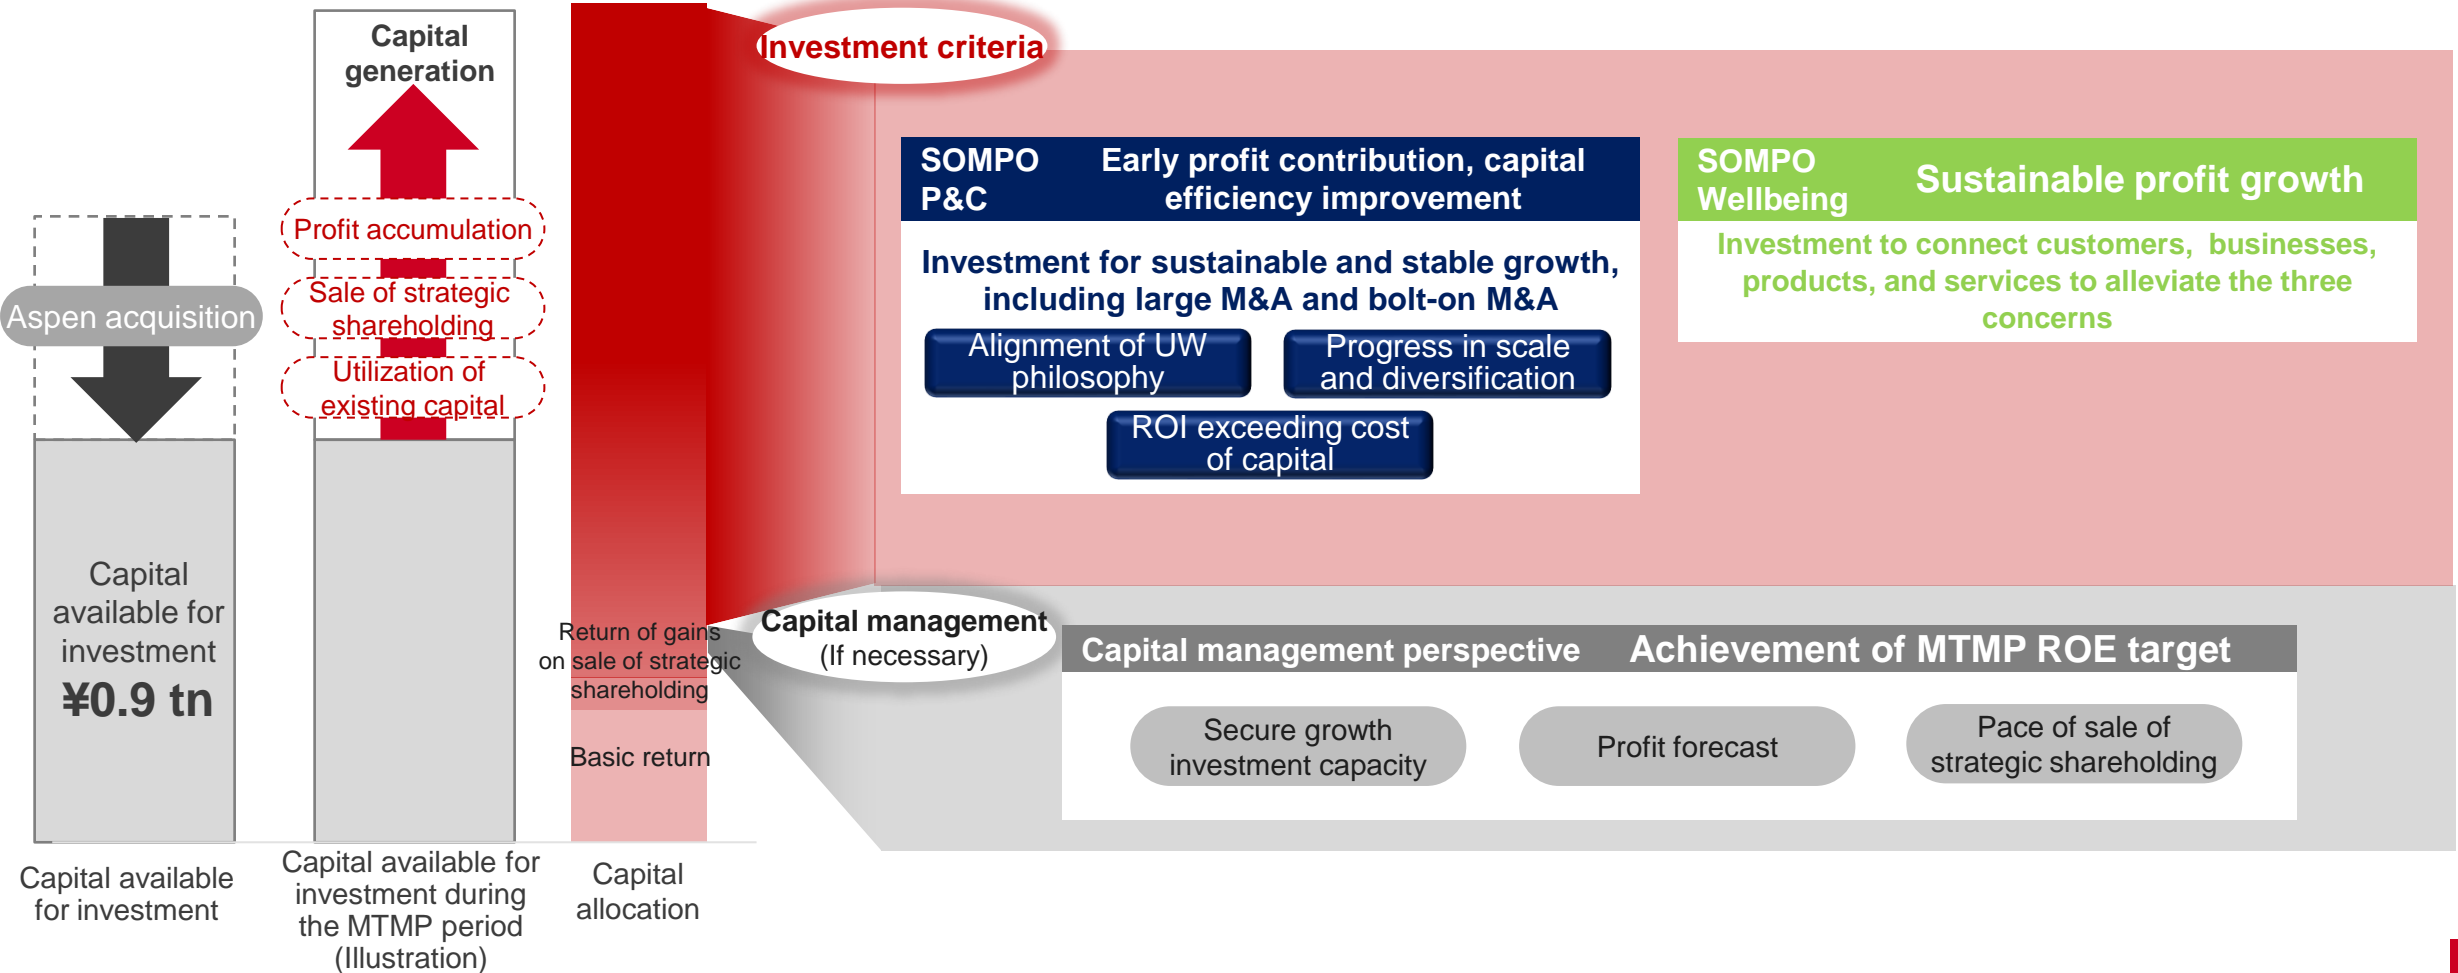 Capital
generation
Profit accumulation
Sale of strategic
shareholding
Utilization of
existing capital
Aspen acquisition
Capital
available for
investment
¥0.9 tn
Return of gains
on sale of strategic
shareholding
Basic return
Capital available
for investment
Capital available for
investment during
the MTMP period
(Illustration)
Capital
allocation
Investment criteria
SOMPO
P&C
Early profit contribution, capital
efficiency improvement
Investment for sustainable and stable growth,
including large M&A and bolt-on M&A
Alignment of UW
philosophy
Progress in scale
and diversification
ROI exceeding cost
of capital
SOMPO
Wellbeing
Sustainable profit growth
Investment to connect customers, businesses,
products, and services to alleviate the three
concerns
Capital management
(If necessary)
Capital management perspective
Achievement of MTMP ROE target
Secure growth
investment capacity
Profit forecast
Pace of sale of
strategic shareholding